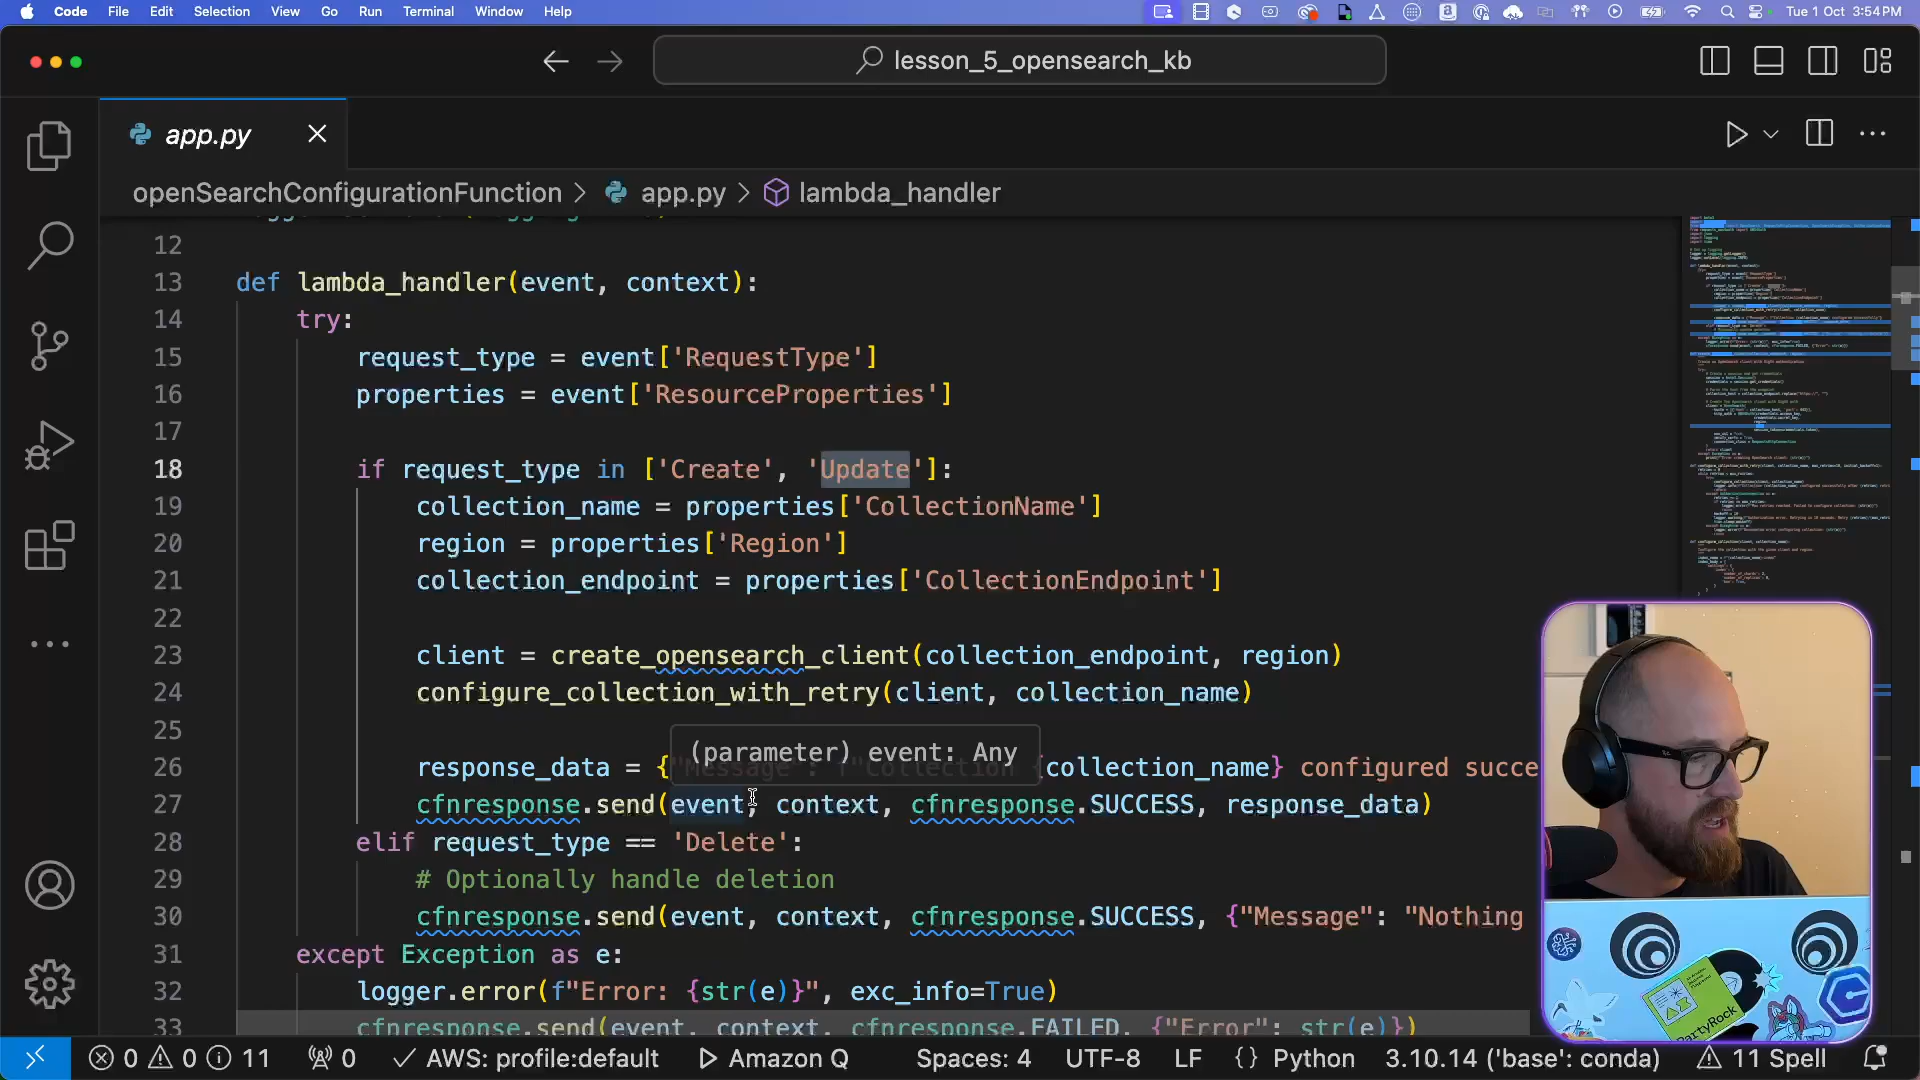 Code File Edit Selection View Go Run Terminal Window Help Tue 1 Oct 3:54 PM
lesson_5_opensearch_kb
app.py
openSearchConfigurationFunction > app.py > lambda_handler
12
13 def lambda_handler(event, context):
14 try:
15 request_type = event['RequestType']
16 properties = event['ResourceProperties']
17
18 if request_type in ['Create', 'Update']:
19 collection_name = properties['CollectionName']
20 region = properties['Region']
21 collection_endpoint = properties['CollectionEndpoint']
22
23 client = create_opensearch_client(collection_endpoint, region)
24 configure_collection_with_retry(client, collection_name)
25
(parameter) event: Any
26 response_data = {"Message": f"Collection {collection_name} configured succe
27 cfnresponse.send(event, context, cfnresponse.SUCCESS, response_data)
28 elif request_type == 'Delete':
29 # Optionally handle deletion
30 cfnresponse.send(event, context, cfnresponse.SUCCESS, {"Message": "Nothing
31 except Exception as e:
32 logger.error(f"Error: {str(e)}", exc_info=True)
33 cfnresponse.send(event, context, cfnresponse.FAILED, {"Error": str(e)})
PartyRock
0 0 11 0 AWS: profile:default Amazon Q Spaces: 4 UTF-8 LF {} Python 3.10.14 ('base': conda) 11 Spell